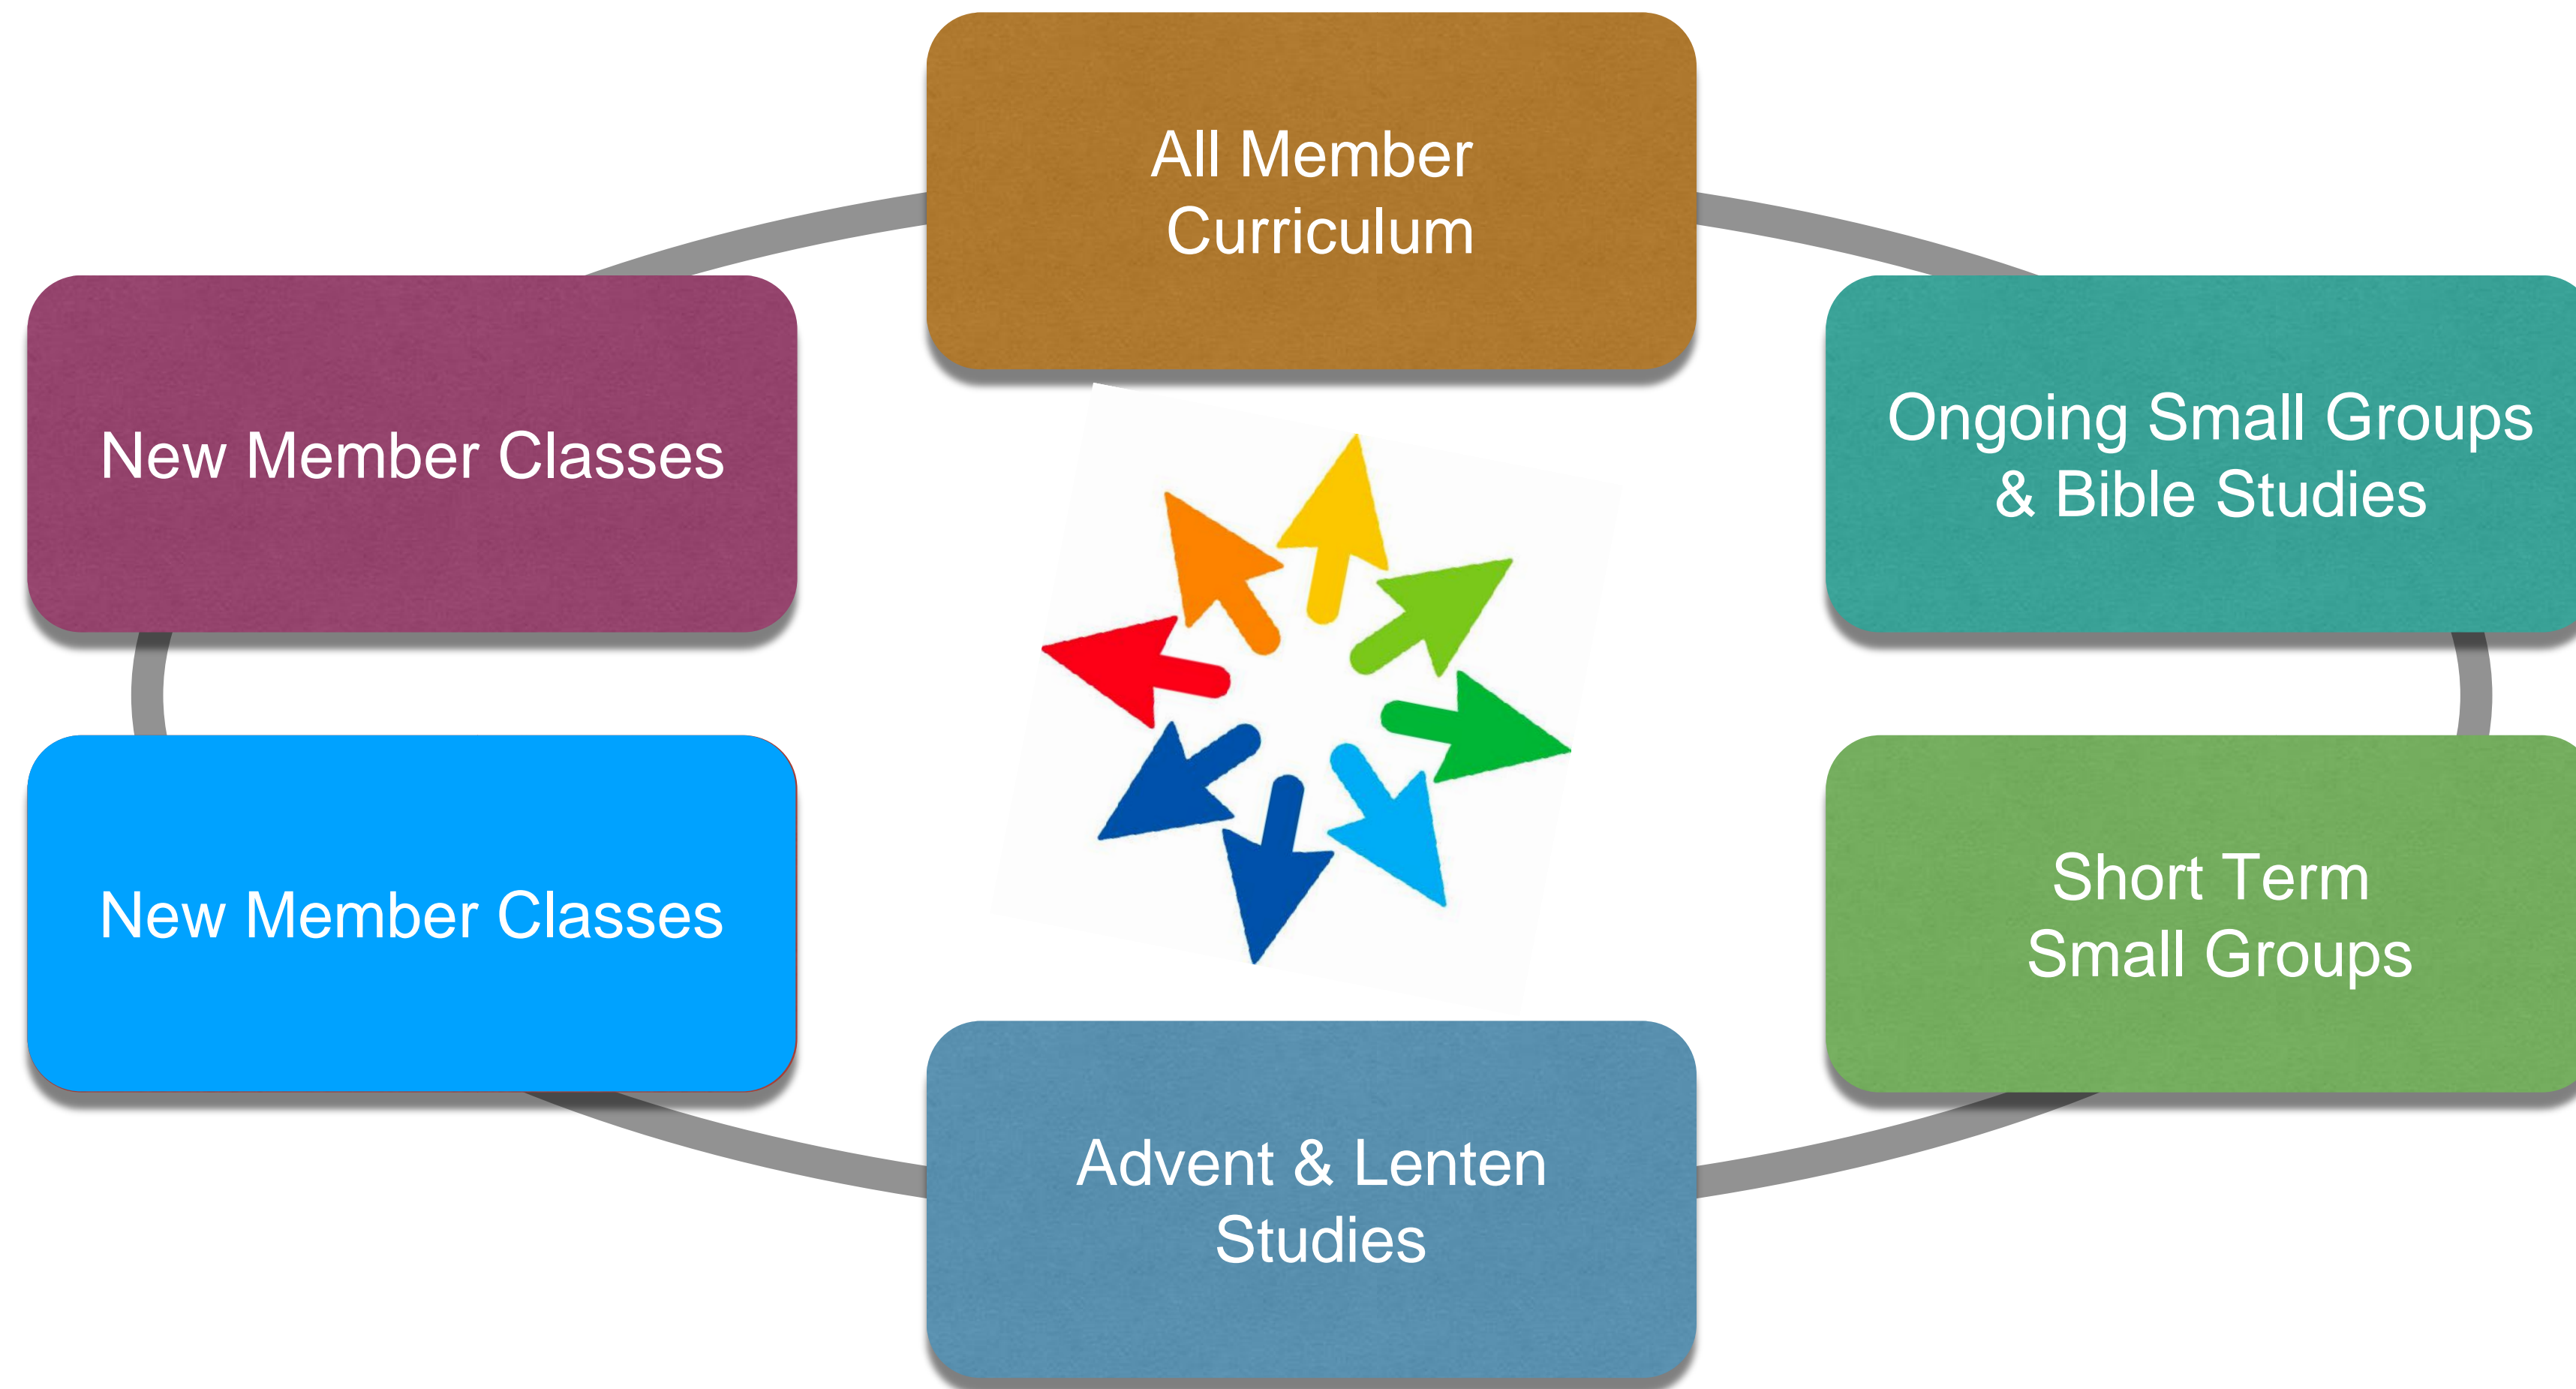 All Member
Curriculum
New Member Classes
Ongoing Small Groups
& Bible Studies
New Member Classes
Short Term
Small Groups
Advent & Lenten
Studies